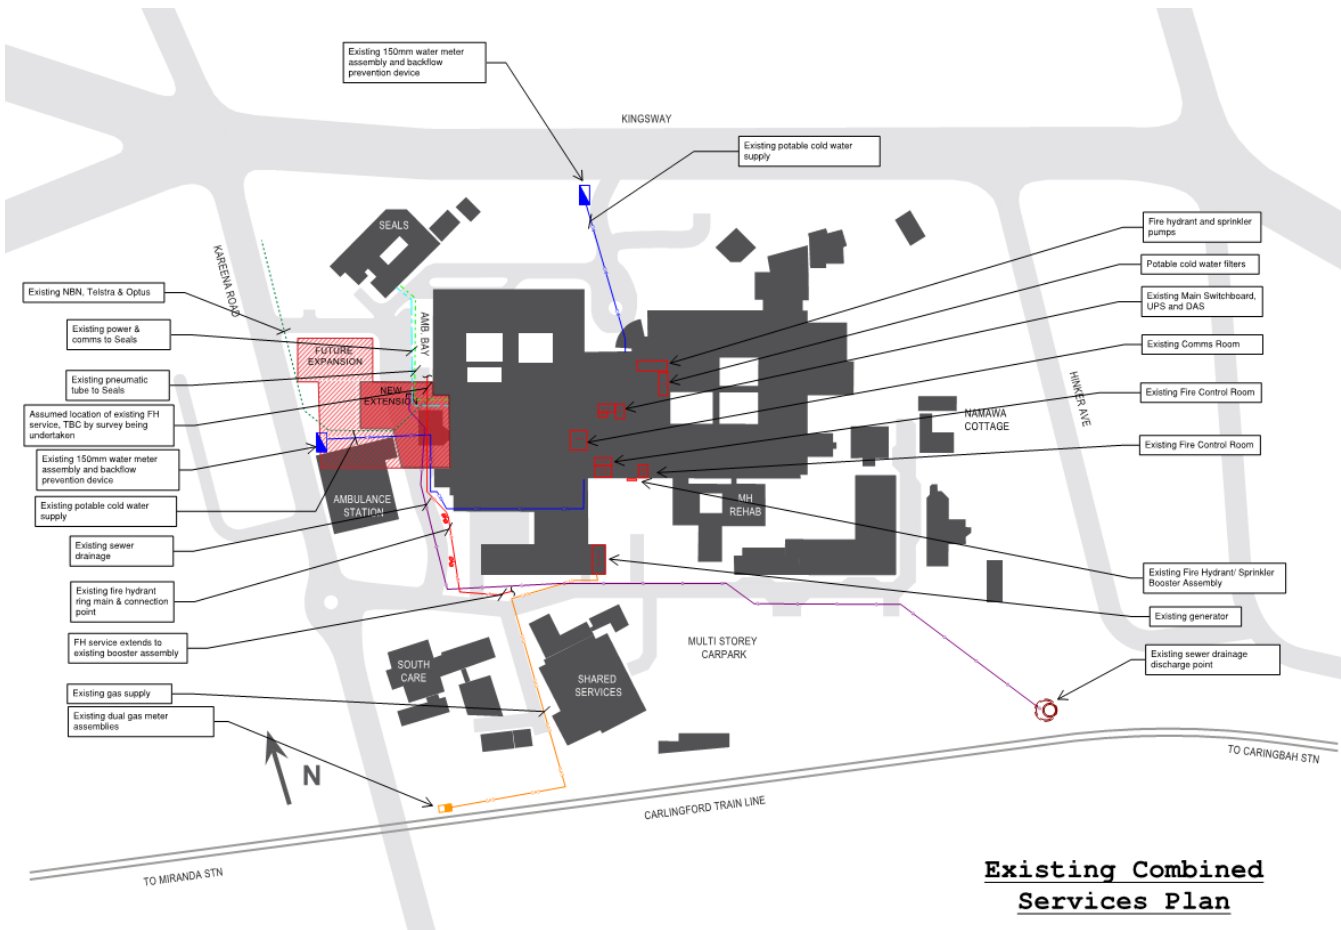 Existing 150mm water meter
assembly and backflow
prevention device
KINGSWAY
Existing potable cold water
supply
SEALS
KAREENA ROAD
Fire hydrant and sprinkler
pumps
Potable cold water filters
Existing Main Switchboard,
UPS and DAS
Existing Comms Room
Existing Fire Control Room
Existing Fire Control Room
Existing NBN, Telstra & Optus
Existing power &
comms to Seals
Existing pneumatic
tube to Seals
Assumed location of existing FH
service, TBC by survey being
undertaken
Existing 150mm water meter
assembly and backflow
prevention device
Existing potable cold water
supply
Existing sewer
drainage
Existing fire hydrant
ring main & connection
point
FH service extends to
existing booster assembly
Existing gas supply
Existing dual gas meter
assemblies
AMB. BAY
FUTURE
EXPANSION
NEW
EXTENSION
AMBULANCE
STATION
HINKER AVE
NAMAWA
COTTAGE
MH
REHAB
Existing Fire Hydrant/ Sprinkler
Booster Assembly
Existing generator
Existing sewer drainage
discharge point
MULTI STOREY
CARPARK
SOUTH
CARE
SHARED
SERVICES
N
TO CARINGBAH STN
CARLINGFORD TRAIN LINE
TO MIRANDA STN
Existing Combined
Services Plan